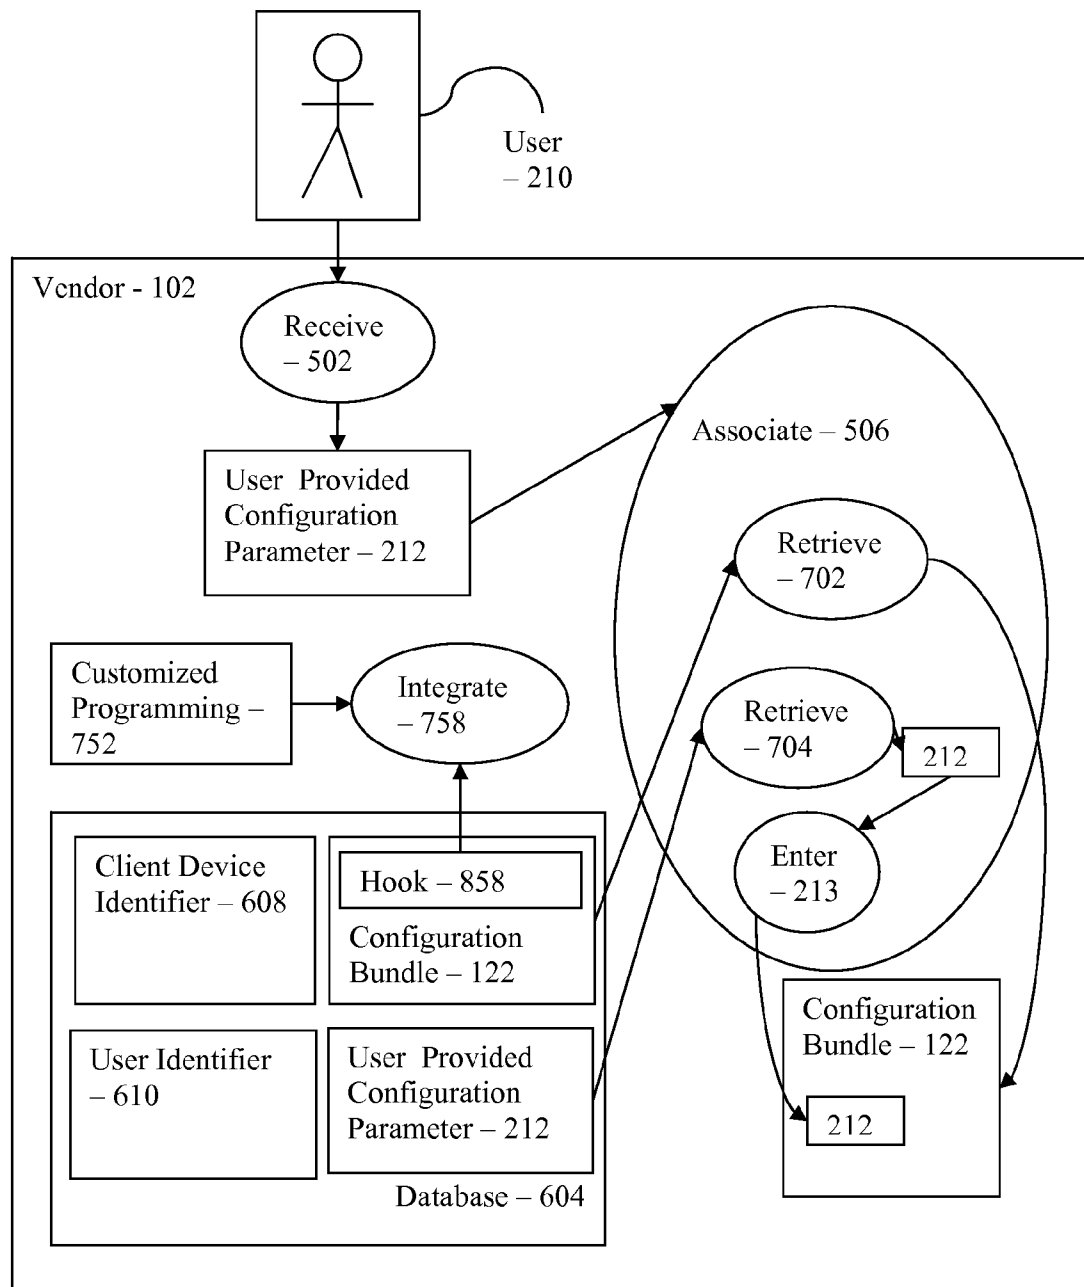 User
– 210
Vendor - 102
Receive
– 502
Associate – 506
User Provided
Configuration
Parameter – 212
Retrieve
– 702
Customized
Programming –
752
Integrate
– 758
Retrieve
– 704
212
Client Device
Identifier – 608
Hook – 858
Configuration
Bundle – 122
Enter
– 213
User Identifier
– 610
User Provided
Configuration
Parameter – 212
Database – 604
Configuration
Bundle – 122
212